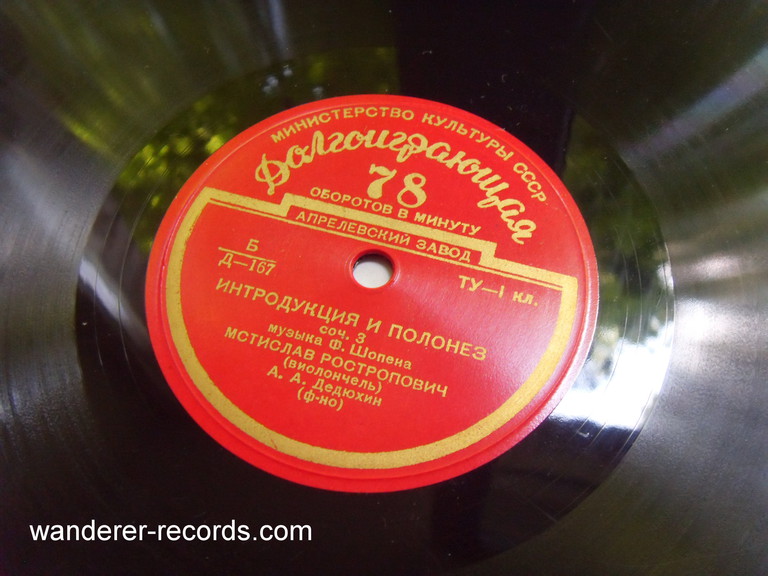 МИНИСТЕРСТВО КУЛЬТУРЫ СССР
Долгоиграющая
78
ОБОРОТОВ В МИНУТУ
АПРЕЛЕВСКИЙ ЗАВОД
Б
Д—167
ТУ—1 кл.
ИНТРОДУКЦИЯ И ПОЛОНЕЗ
соч. 3
музыка Ф. Шопена
МСТИСЛАВ РОСТРОПОВИЧ
(виолончель)
А. А. Дедюхин
(ф-но)
wanderer-records.com